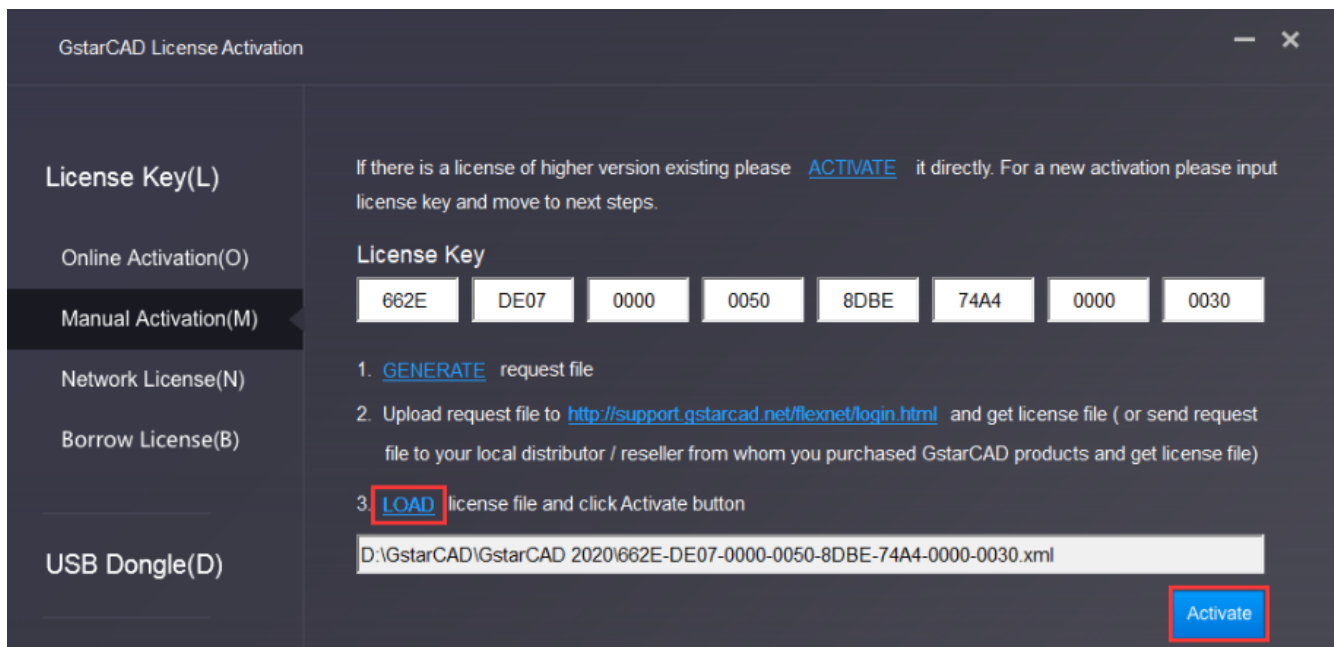 GstarCAD License Activation
License Key(L)
Online Activation(O)
Manual Activation(M)
Network License(N)
Borrow License(B)
USB Dongle(D)
If there is a license of higher version existing please ACTIVATE it directly. For a new activation please input
license key and move to next steps.
License Key
662E DE07 0000 0050 8DBE 74A4 0000 0030
1. GENERATE request file
2. Upload request file to http://support.gstarcad.net/flexnet/login.html and get license file ( or send request
file to your local distributor / reseller from whom you purchased GstarCAD products and get license file)
3. LOAD license file and click Activate button
D:\GstarCAD\GstarCAD 2020\662E-DE07-0000-0050-8DBE-74A4-0000-0030.xml
Activate